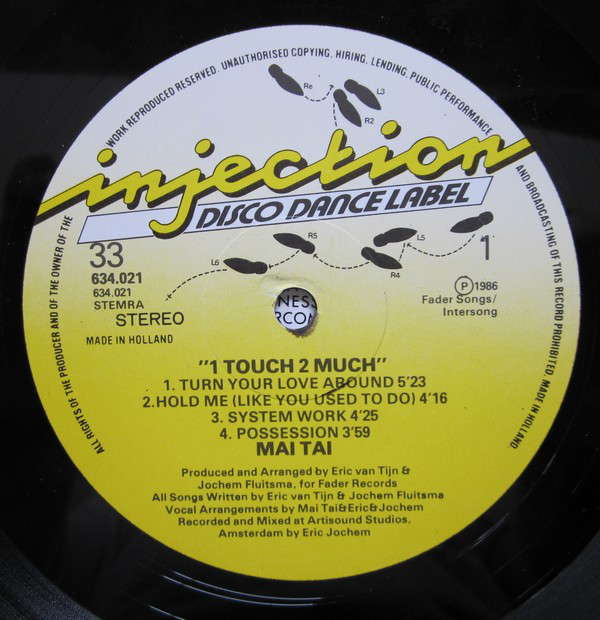 WORK REPRODUCED RESERVED. UNAUTHORISED COPYING, HIRING, LENDING, PUBLIC PERFORMANCE
AND BROADCASTING OF THIS RECORD PROHIBITED. MADE IN HOLLAND
ALL RIGHTS OF THE PRODUCER AND OF THE OWNER OF THE
Re
L3
R2
injection
DISCO DANCE LABEL
R5
L5
L6
R4
33
1
634.021
634.021
STEMRA
STEREO
MADE IN HOLLAND
P 1986
Fader Songs/
Intersong
NESS
RCOM
"1 TOUCH 2 MUCH"
1. TURN YOUR LOVE AROUND 5'23
2.HOLD ME (LIKE YOU USED TO DO) 4'16
3. SYSTEM WORK 4'25
4. POSSESSION 3'59
MAI TAI
Produced and Arranged by Eric van Tijn &
Jochem Fluitsma, for Fader Records
All Songs Written by Eric van Tijn & Jochem Fluitsma
Vocal Arrangements by Mai Tai&Eric&Jochem
Recorded and Mixed at Artisound Studios,
Amsterdam by Eric Jochem